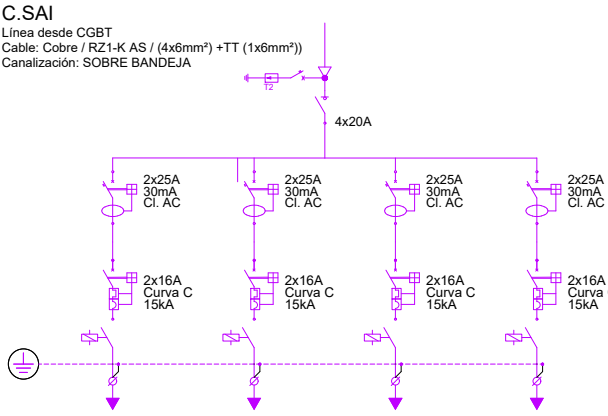 C.SAI
Línea desde CGBT
Cable: Cobre / RZ1-K AS / (4x6mm²) +TT (1x6mm²))
Canalización: SOBRE BANDEJA
T2
4x20A
2x25A
30mA
Cl. AC
2x25A
30mA
Cl. AC
2x25A
30mA
Cl. AC
2x25A
30mA
Cl. AC
2x16A
Curva C
15kA
2x16A
Curva C
15kA
2x16A
Curva C
15kA
2x16A
Curva
15kA